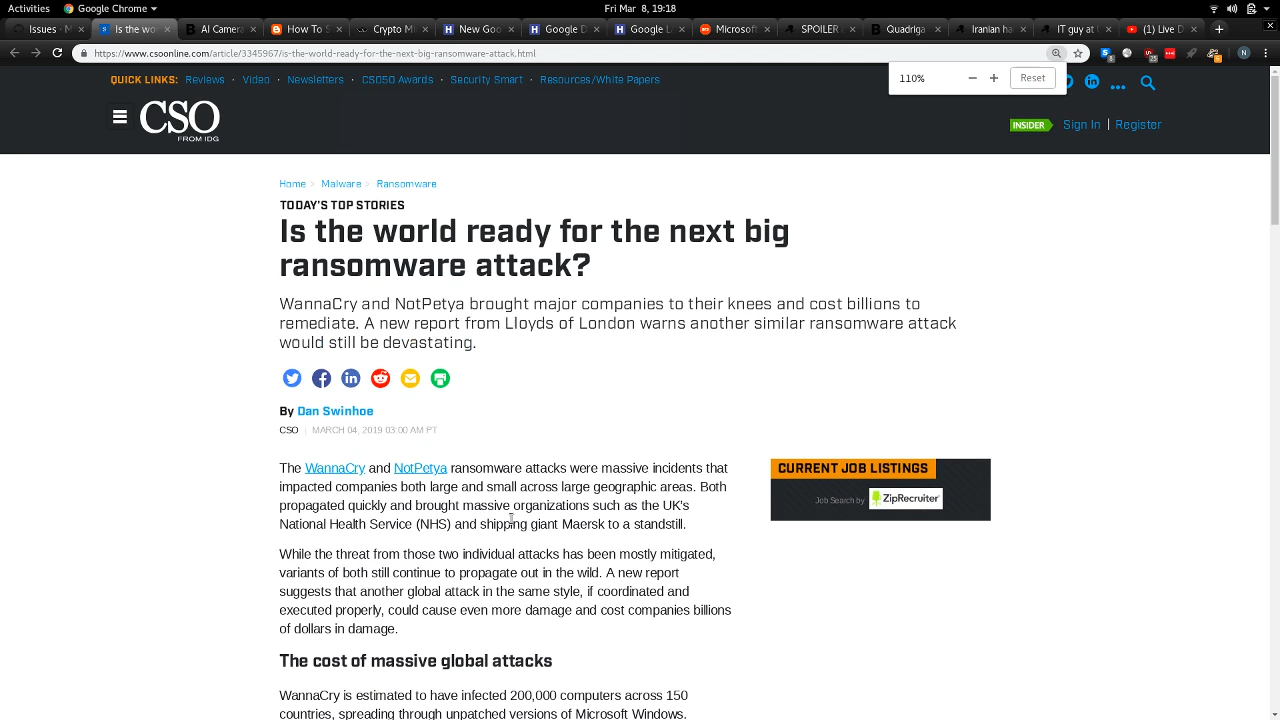 Activities Google Chrome Fri Mar 8, 19:18
Issues - M Is the worl AI Camera How To S Crypto Mi New Goo Google D Google L Microsoft SPOILER Quadriga Iranian ha IT guy at (1) Live D
https://www.csoonline.com/article/3345967/is-the-world-ready-for-the-next-big-ransomware-attack.html
QUICK LINKS: Reviews · Video · Newsletters · CSO50 Awards · Security Smart · Resources/White Papers
110% − + Reset
CSO
FROM IDG
INSIDER Sign In | Register
Home > Malware > Ransomware
TODAY'S TOP STORIES
Is the world ready for the next big
ransomware attack?
WannaCry and NotPetya brought major companies to their knees and cost billions to
remediate. A new report from Lloyds of London warns another similar ransomware attack
would still be devastating.
By Dan Swinhoe
CSO | MARCH 04, 2019 03:00 AM PT
The WannaCry and NotPetya ransomware attacks were massive incidents that
impacted companies both large and small across large geographic areas. Both
propagated quickly and brought massive organizations such as the UK's
National Health Service (NHS) and shipping giant Maersk to a standstill.
CURRENT JOB LISTINGS
Job Search by ZipRecruiter
While the threat from those two individual attacks has been mostly mitigated,
variants of both still continue to propagate out in the wild. A new report
suggests that another global attack in the same style, if coordinated and
executed properly, could cause even more damage and cost companies billions
of dollars in damage.
The cost of massive global attacks
WannaCry is estimated to have infected 200,000 computers across 150
countries, spreading through unpatched versions of Microsoft Windows.